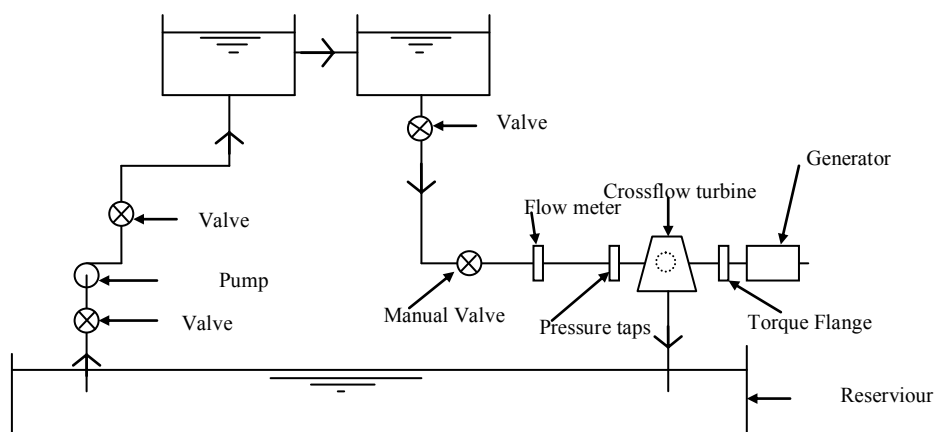 Valve
Generator
Crossflow turbine
Flow meter
Valve
Pump
Manual Valve
Valve
Pressure taps
Torque Flange
Reserviour